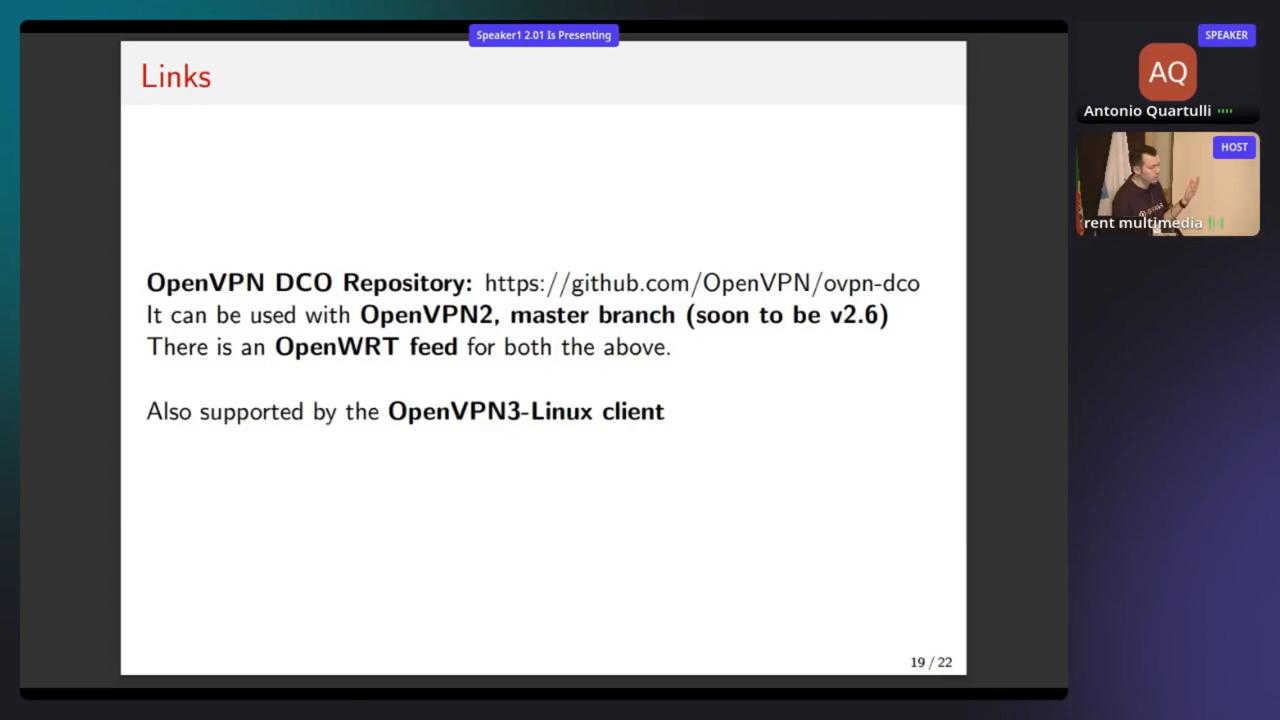 Speaker1 2.01 Is Presenting
Links
OpenVPN DCO Repository: https://github.com/OpenVPN/ovpn-dco
It can be used with OpenVPN2, master branch (soon to be v2.6)
There is an OpenWRT feed for both the above.
Also supported by the OpenVPN3-Linux client
19 / 22
SPEAKER
AQ
Antonio Quartulli
HOST
rent multimedia